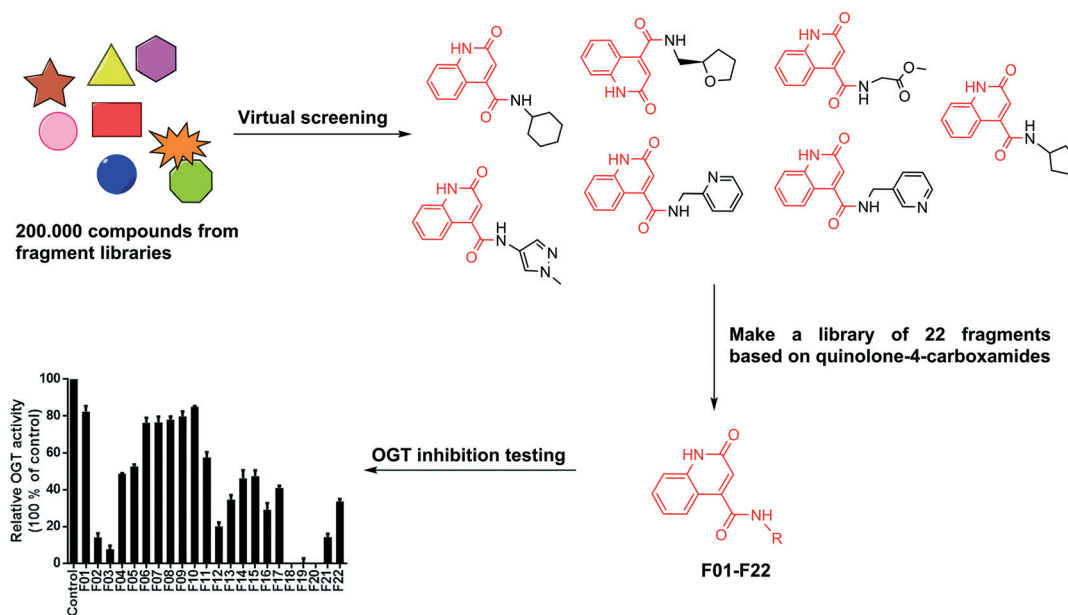 200.000 compounds from
fragment libraries
Virtual screening
HN
O
O
NH
O
NH
O
HN
O
HN
O
O
NH
O
O
HN
O
O
NH
HN
O
O
NH
N
N
HN
O
O
NH
N
HN
O
O
NH
N
Make a library of 22 fragments
based on quinolone-4-carboxamides
HN
O
O
NH
R
F01-F22
OGT inhibition testing
Relative OGT activity
(100 % of control)
100
80
60
40
20
0
Control
F01
F02
F03
F04
F05
F06
F07
F08
F09
F10
F11
F12
F13
F14
F15
F16
F17
F18
F19
F20
F21
F22